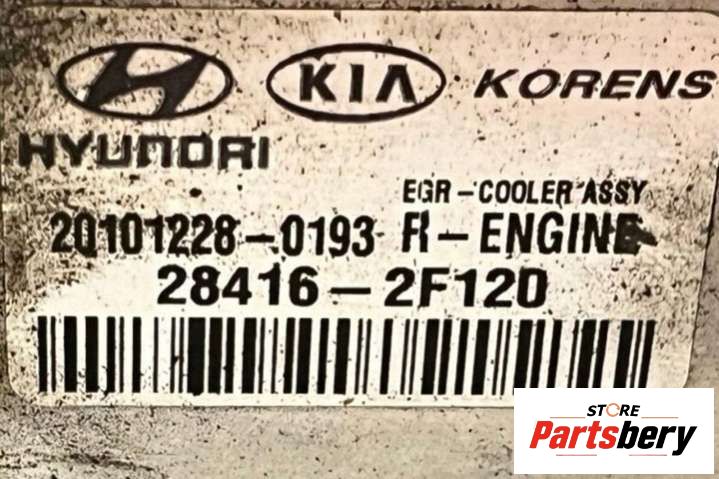 KIA KORENS
HYUNDAI
EGR-COOLER ASSY
20101228-0193 R-ENGINE
28416-2F120
STORE
Partsbery